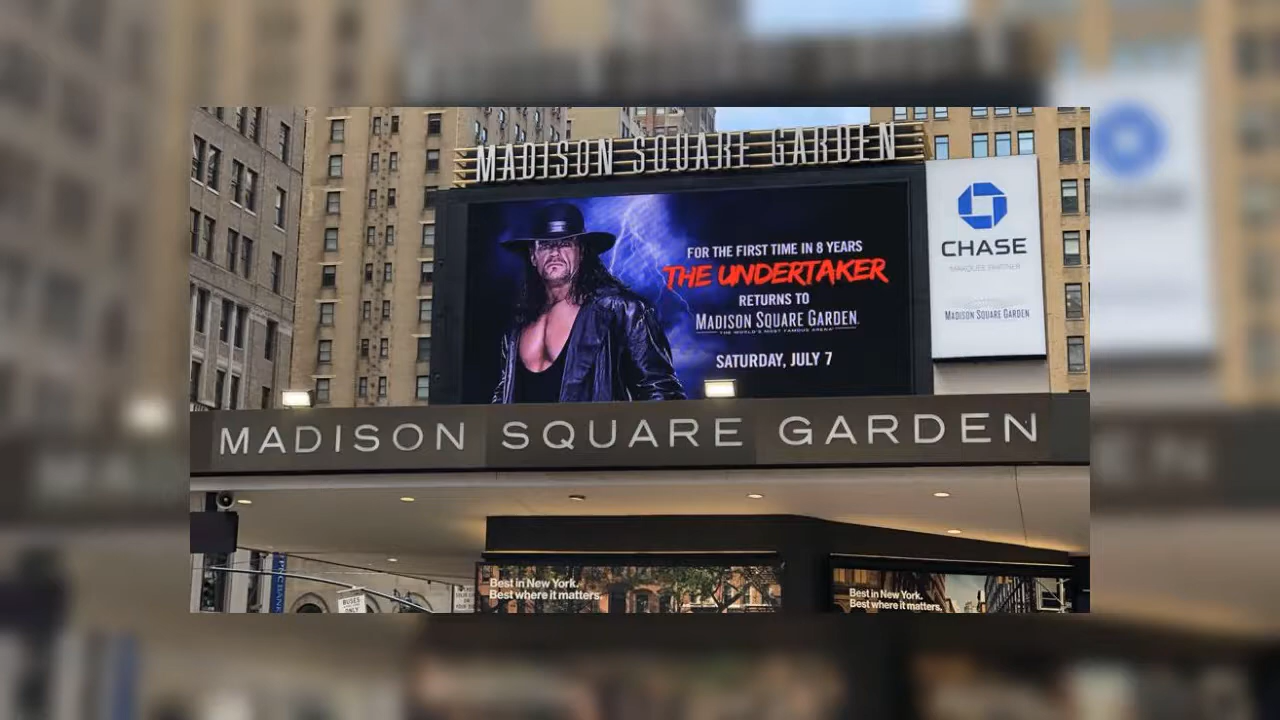 MADISON SQUARE GARDEN
FOR THE FIRST TIME IN 8 YEARS
THE UNDERTAKER
RETURNS TO
MADISON SQUARE GARDEN
THE WORLD'S MOST FAMOUS ARENA
SATURDAY, JULY 7
CHASE
MARQUEE PARTNER
MADISON SQUARE GARDEN
MADISON SQUARE GARDEN
PNC BANK
BUSES
ONLY
Best in New York.
Best where it matters.
Best in New York.
Best where it matters.